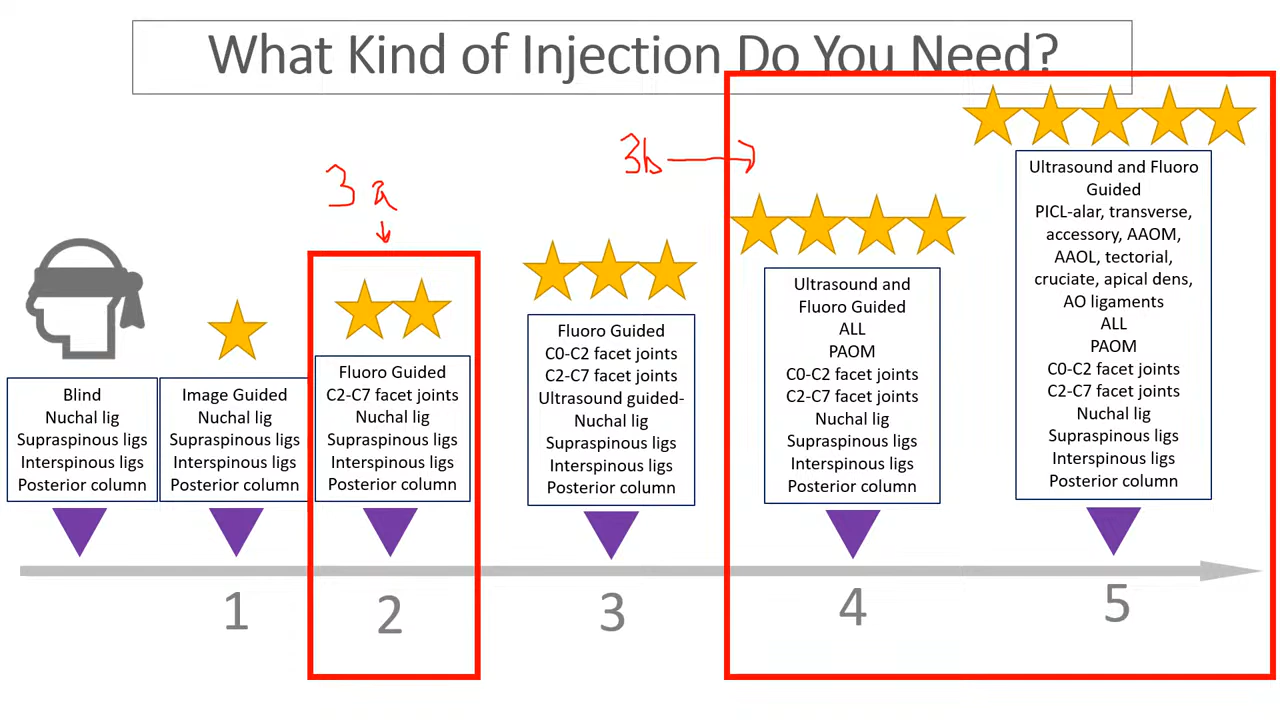 What Kind of Injection Do You Need?
3a
3b
Blind
Nuchal lig
Supraspinous ligs
Interspinous ligs
Posterior column
Image Guided
Nuchal lig
Supraspinous ligs
Interspinous ligs
Posterior column
1
Fluoro Guided
C2-C7 facet joints
Nuchal lig
Supraspinous ligs
Interspinous ligs
Posterior column
2
Fluoro Guided
C0-C2 facet joints
C2-C7 facet joints
Ultrasound guided-
Nuchal lig
Supraspinous ligs
Interspinous ligs
Posterior column
3
Ultrasound and
Fluoro Guided
ALL
PAOM
C0-C2 facet joints
C2-C7 facet joints
Nuchal lig
Supraspinous ligs
Interspinous ligs
Posterior column
4
Ultrasound and Fluoro
Guided
PICL-alar, transverse,
accessory, AAOM,
AAOL, tectorial,
cruciate, apical dens,
AO ligaments
ALL
PAOM
C0-C2 facet joints
C2-C7 facet joints
Nuchal lig
Supraspinous ligs
Interspinous ligs
Posterior column
5